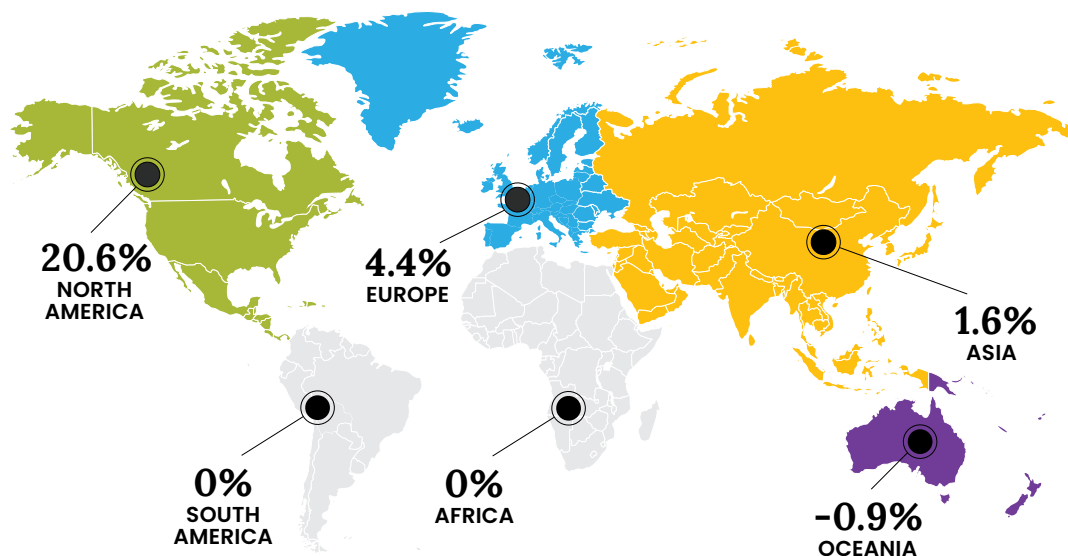 20.6%
NORTH
AMERICA
4.4%
EUROPE
1.6%
ASIA
0%
SOUTH
AMERICA
0%
AFRICA
-0.9%
OCEANIA